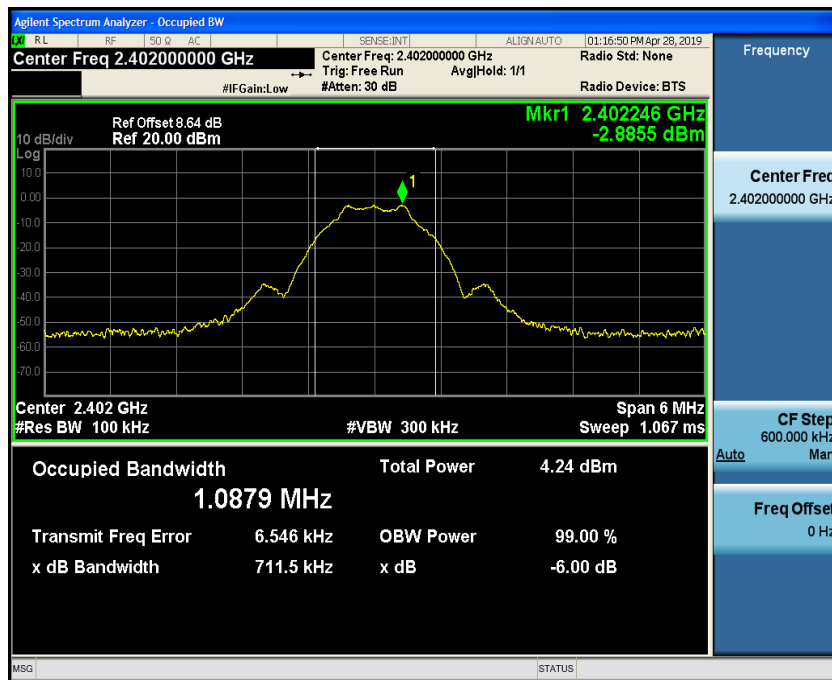 Agilent Spectrum Analyzer - Occupied BW
LXI RL RF 50 Ω AC SENSE:INT ALIGN AUTO 01:16:50 PM Apr 28, 2019
Center Freq 2.402000000 GHz Center Freq: 2.402000000 GHz Radio Std: None
Trig: Free Run Avg|Hold: 1/1
#IFGain:Low #Atten: 30 dB Radio Device: BTS
Frequency
Mkr1 2.402246 GHz
-2.8855 dBm
Ref Offset 8.64 dB
10 dB/div Ref 20.00 dBm
Log
10.0
0.00
-10.0
-20.0
-30.0
-40.0
-50.0
-60.0
-70.0
1
Center 2.402 GHz Span 6 MHz
#Res BW 100 kHz #VBW 300 kHz Sweep 1.067 ms
Center Freq
2.402000000 GHz
CF Step
600.000 kHz
Auto Man
Freq Offset
0 Hz
Occupied Bandwidth Total Power 4.24 dBm
1.0879 MHz
Transmit Freq Error 6.546 kHz OBW Power 99.00 %
x dB Bandwidth 711.5 kHz x dB -6.00 dB
MSG STATUS